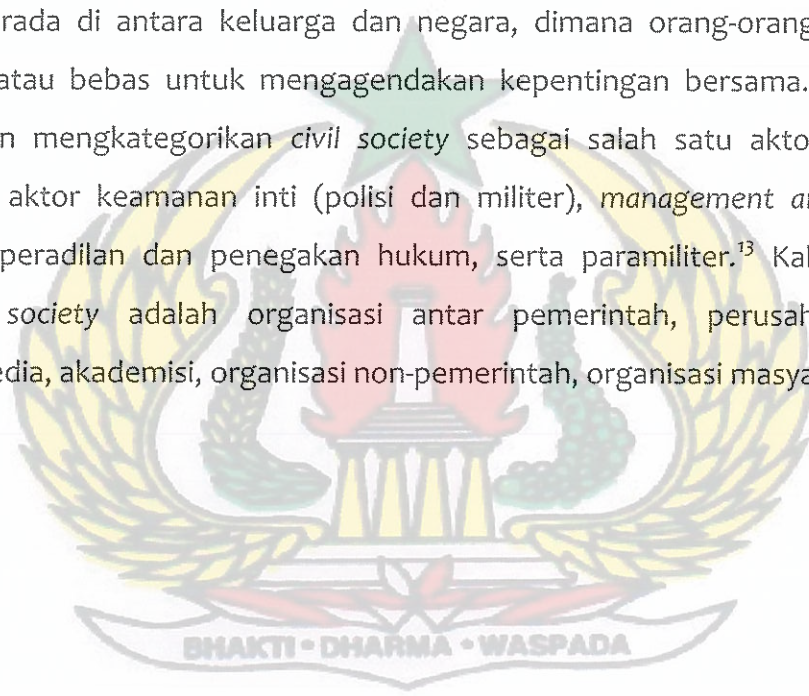 rada di antara keluarga dan negara, dimana orang-orang
atau bebas untuk mengagendakan kepentingan bersama.
n mengkategorikan civil society sebagai salah satu akto
aktor keamanan inti (polisi dan militer), management a
peradilan dan penegakan hukum, serta paramiliter.¹³ Kal
society adalah organisasi antar pemerintah, perusah
edia, akademisi, organisasi non-pemerintah, organisasi masya
BHAKTI • DHARMA • WASPADA